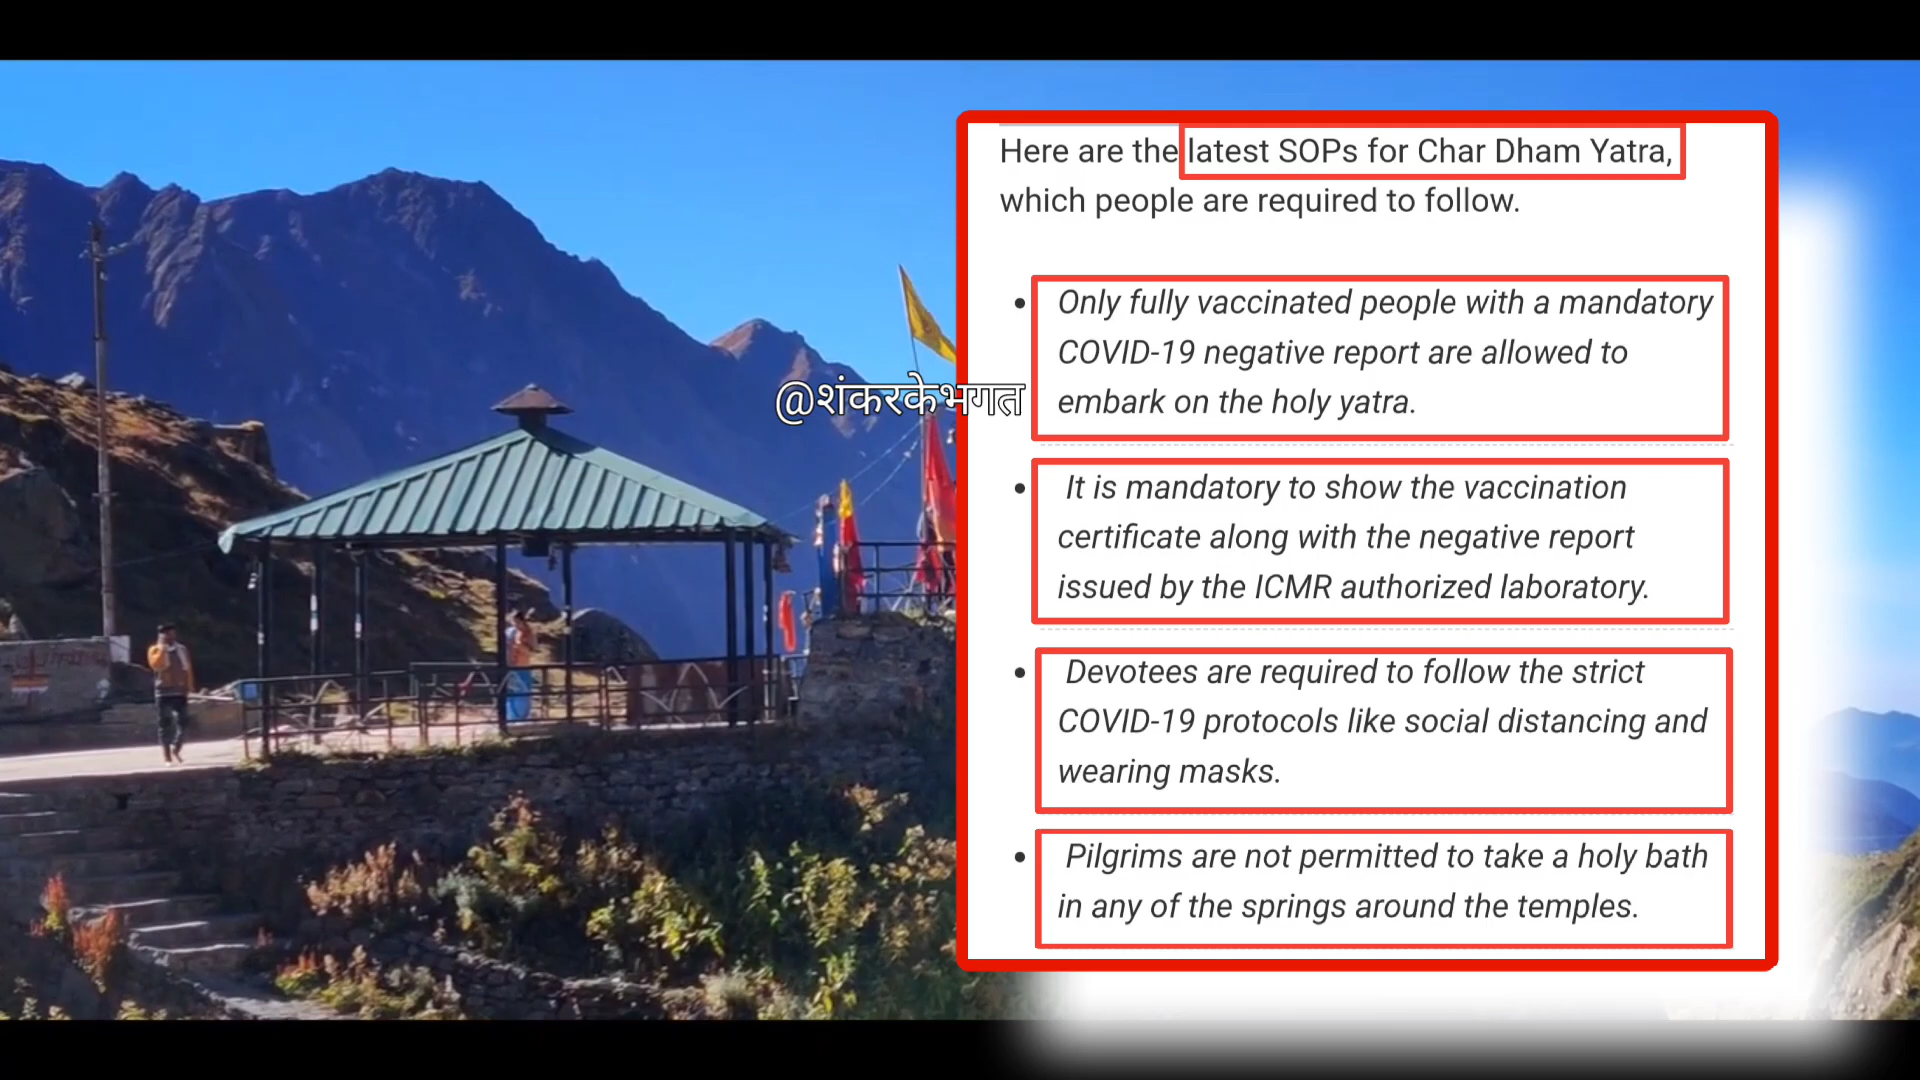 Here are the latest SOPs for Char Dham Yatra,
which people are required to follow.
• Only fully vaccinated people with a mandatory
COVID-19 negative report are allowed to
embark on the holy yatra.
• It is mandatory to show the vaccination
certificate along with the negative report
issued by the ICMR authorized laboratory.
• Devotees are required to follow the strict
COVID-19 protocols like social distancing and
wearing masks.
• Pilgrims are not permitted to take a holy bath
in any of the springs around the temples.
@शंकरकेभगत